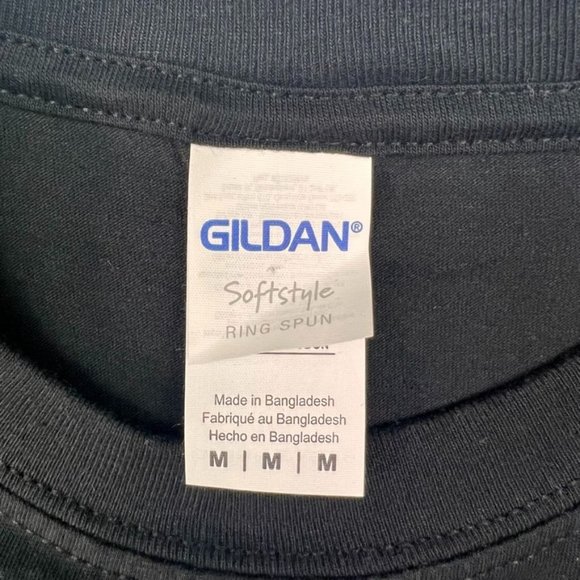 GILDAN®
Softstyle
RING SPUN
Made in Bangladesh
Fabriqué au Bangladesh
Hecho en Bangladesh
M | M | M